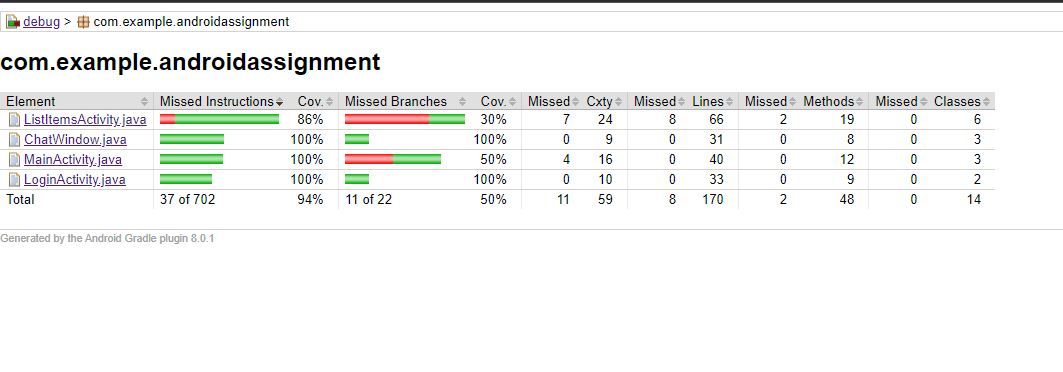 debug > com.example.androidassignment
com.example.androidassignment
Element Missed Instructions Cov. Missed Branches Cov. Missed Cxty Missed Lines Missed Methods Missed Classes
ListItemsActivity.java 86% 30% 7 24 8 66 2 19 0 6
ChatWindow.java 100% 100% 0 9 0 31 0 8 0 3
MainActivity.java 100% 50% 4 16 0 40 0 12 0 3
LoginActivity.java 100% 100% 0 10 0 33 0 9 0 2
Total 37 of 702 94% 11 of 22 50% 11 59 8 170 2 48 0 14
Generated by the Android Gradle plugin 8.0.1